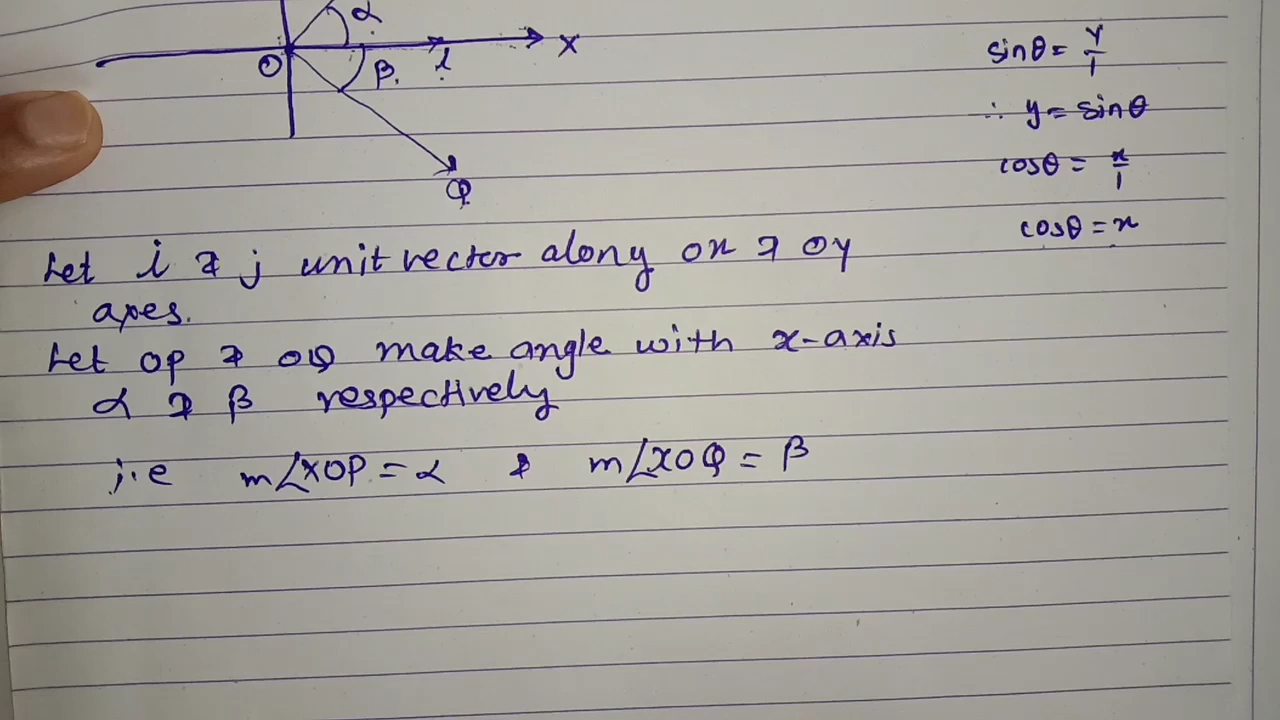 α
O β i x
Q
sinθ = y/1
∴ y = sinθ
cosθ = x/1
cosθ = x
Let i & j unit vector along ox & oy
axes.
Let op & oQ make angle with x-axis
α & β respectively
i.e m∠XOP = α & m∠XOQ = β